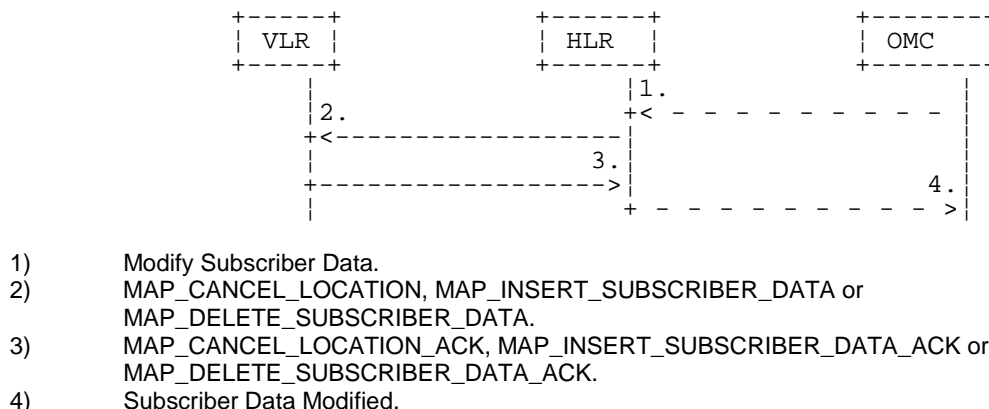 VLR HLR OMC
1.
2.
3.
4.
1) Modify Subscriber Data.
2) MAP_CANCEL_LOCATION, MAP_INSERT_SUBSCRIBER_DATA or
MAP_DELETE_SUBSCRIBER_DATA.
3) MAP_CANCEL_LOCATION_ACK, MAP_INSERT_SUBSCRIBER_DATA_ACK or
MAP_DELETE_SUBSCRIBER_DATA_ACK.
4) Subscriber Data Modified.